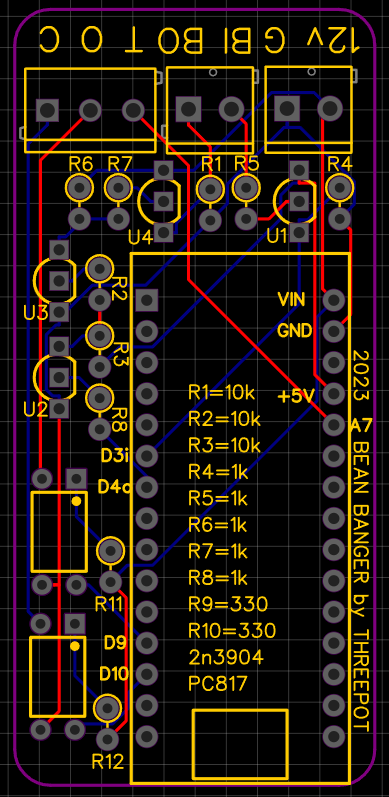 12v G BI BO T O C
R6 R7 R1 R5 R4
U4 U1
R2
U3
VIN
GND
R3
2023
U2
R1=10k
+5V
R8
R2=10k
A7
R3=10k
D3i
R4=1k
D4o
R5=1k
R6=1k
R7=1k
R8=1k
R11
R9=330
R10=330
D9
2n3904
D10
PC817
R12
BEAN BANGER by THREEPOT